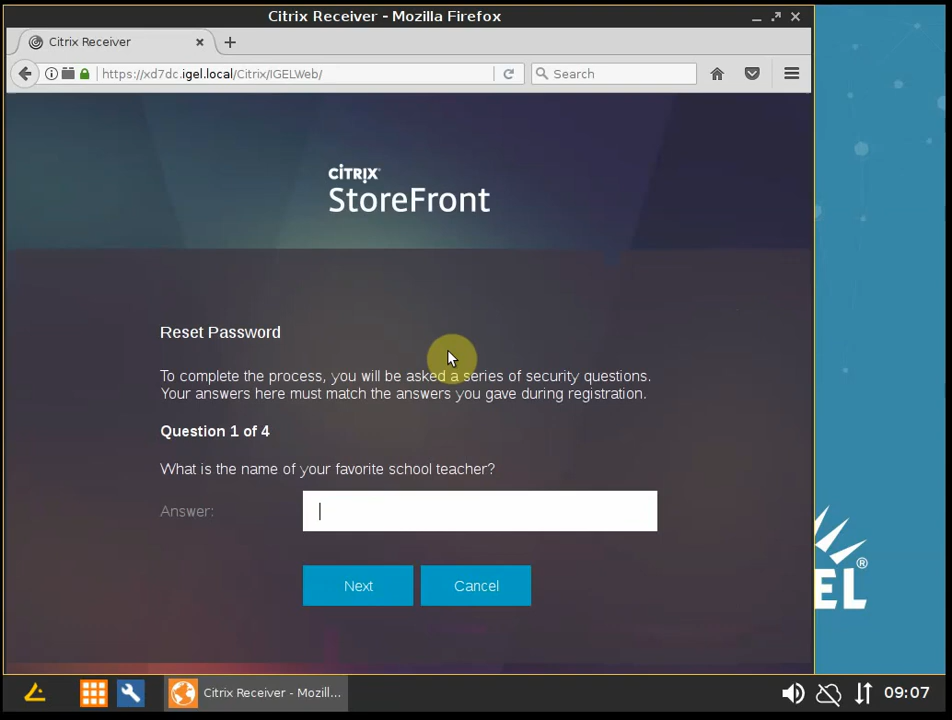 Citrix Receiver - Mozilla Firefox
Citrix Receiver
https://xd7dc.igel.local/Citrix/IGELWeb/
Search
CİTRIX
StoreFront
Reset Password
To complete the process, you will be asked a series of security questions.
Your answers here must match the answers you gave during registration.
Question 1 of 4
What is the name of your favorite school teacher?
Answer:
Next
Cancel
GEL®
Citrix Receiver - Mozill...
09:07